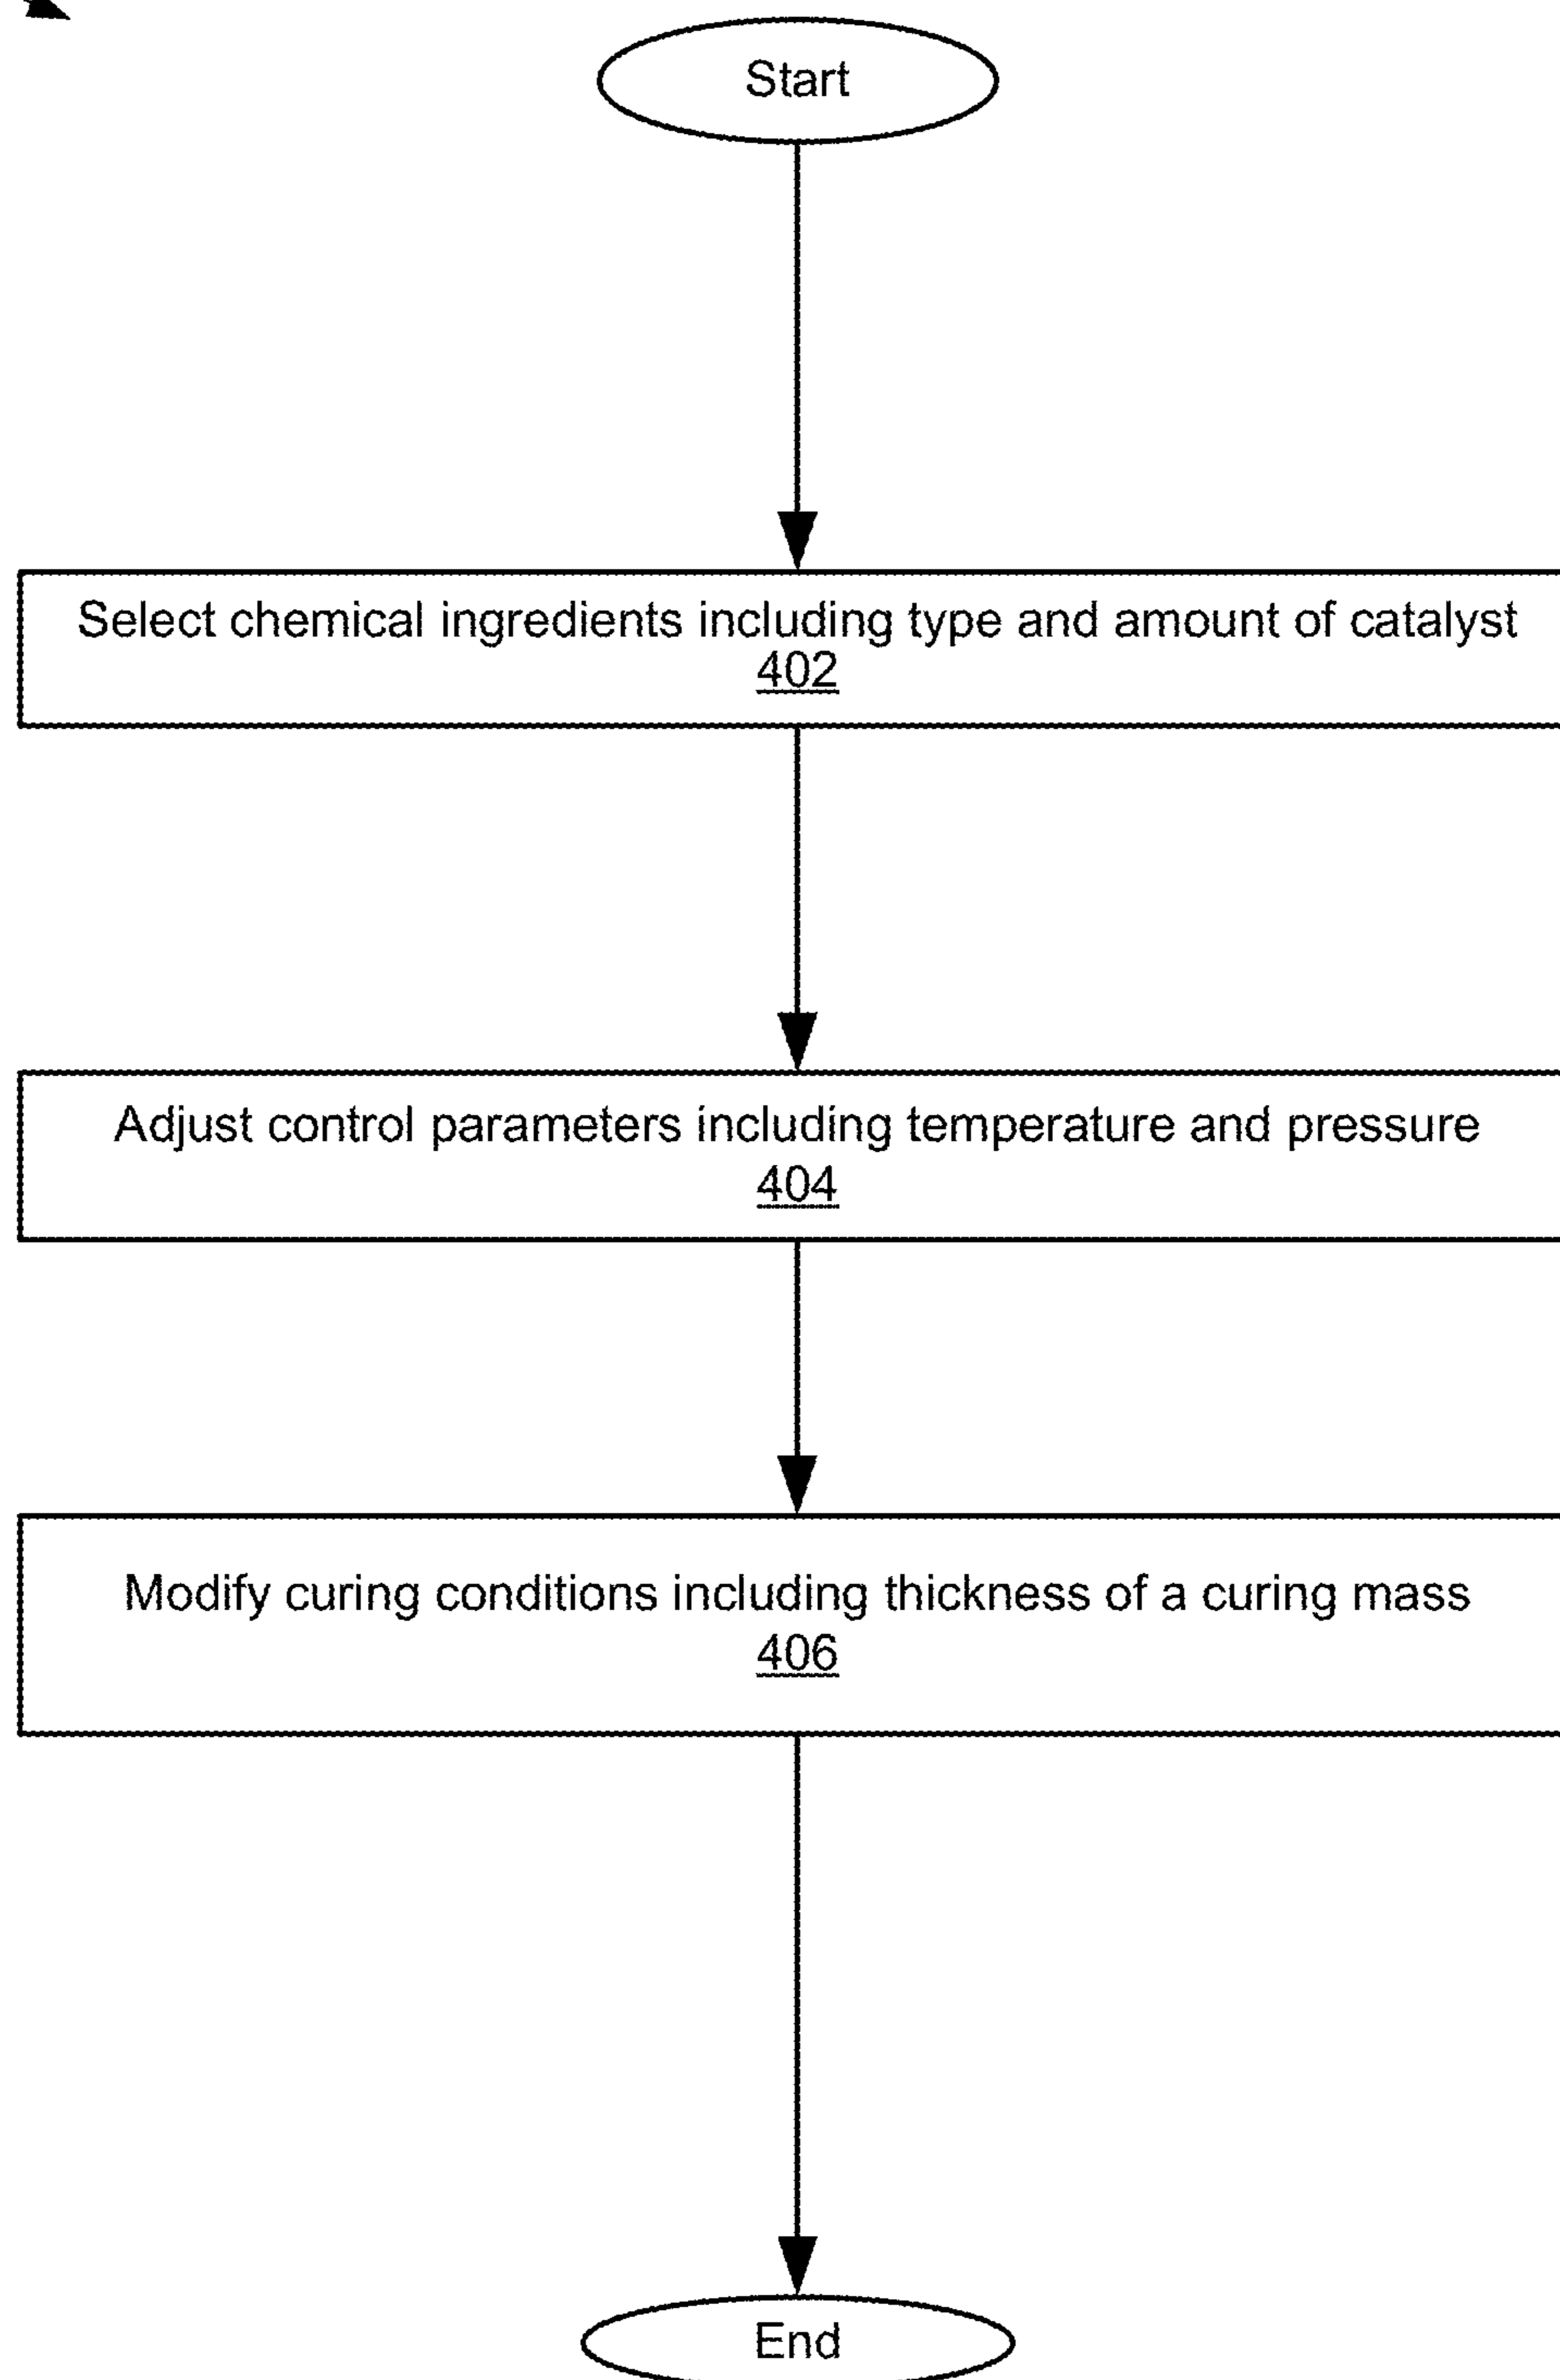 Start
Select chemical ingredients including type and amount of catalyst
402
Adjust control parameters including temperature and pressure
404
Modify curing conditions including thickness of a curing mass
406
End